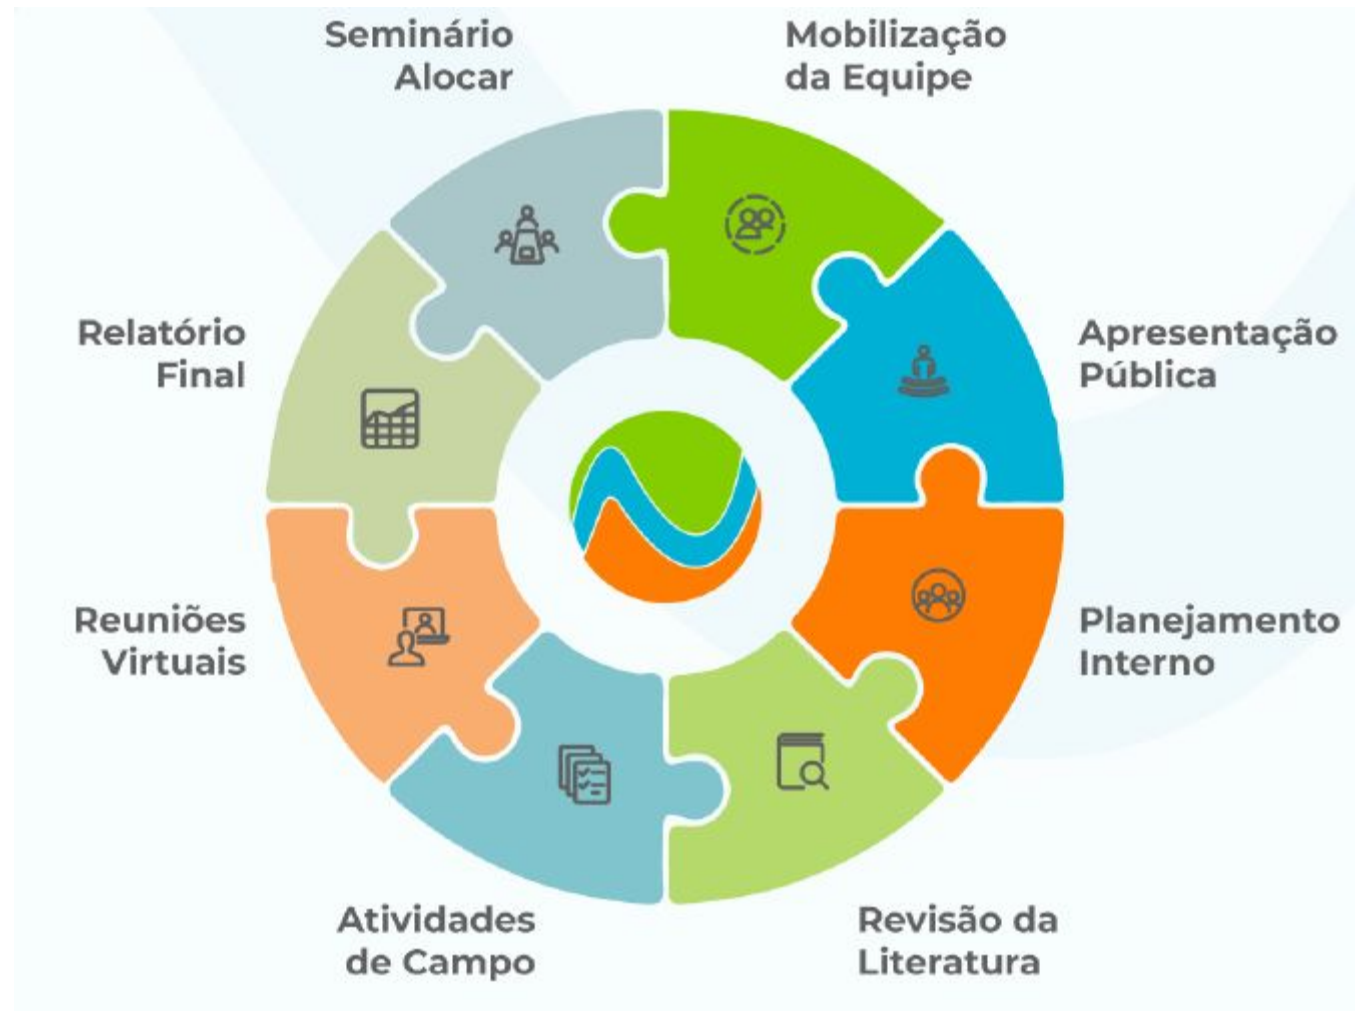 Seminário
Alocar
Mobilização
da Equipe
Apresentação
Pública
Planejamento
Interno
Revisão da
Literatura
Atividades
de Campo
Reuniões
Virtuais
Relatório
Final